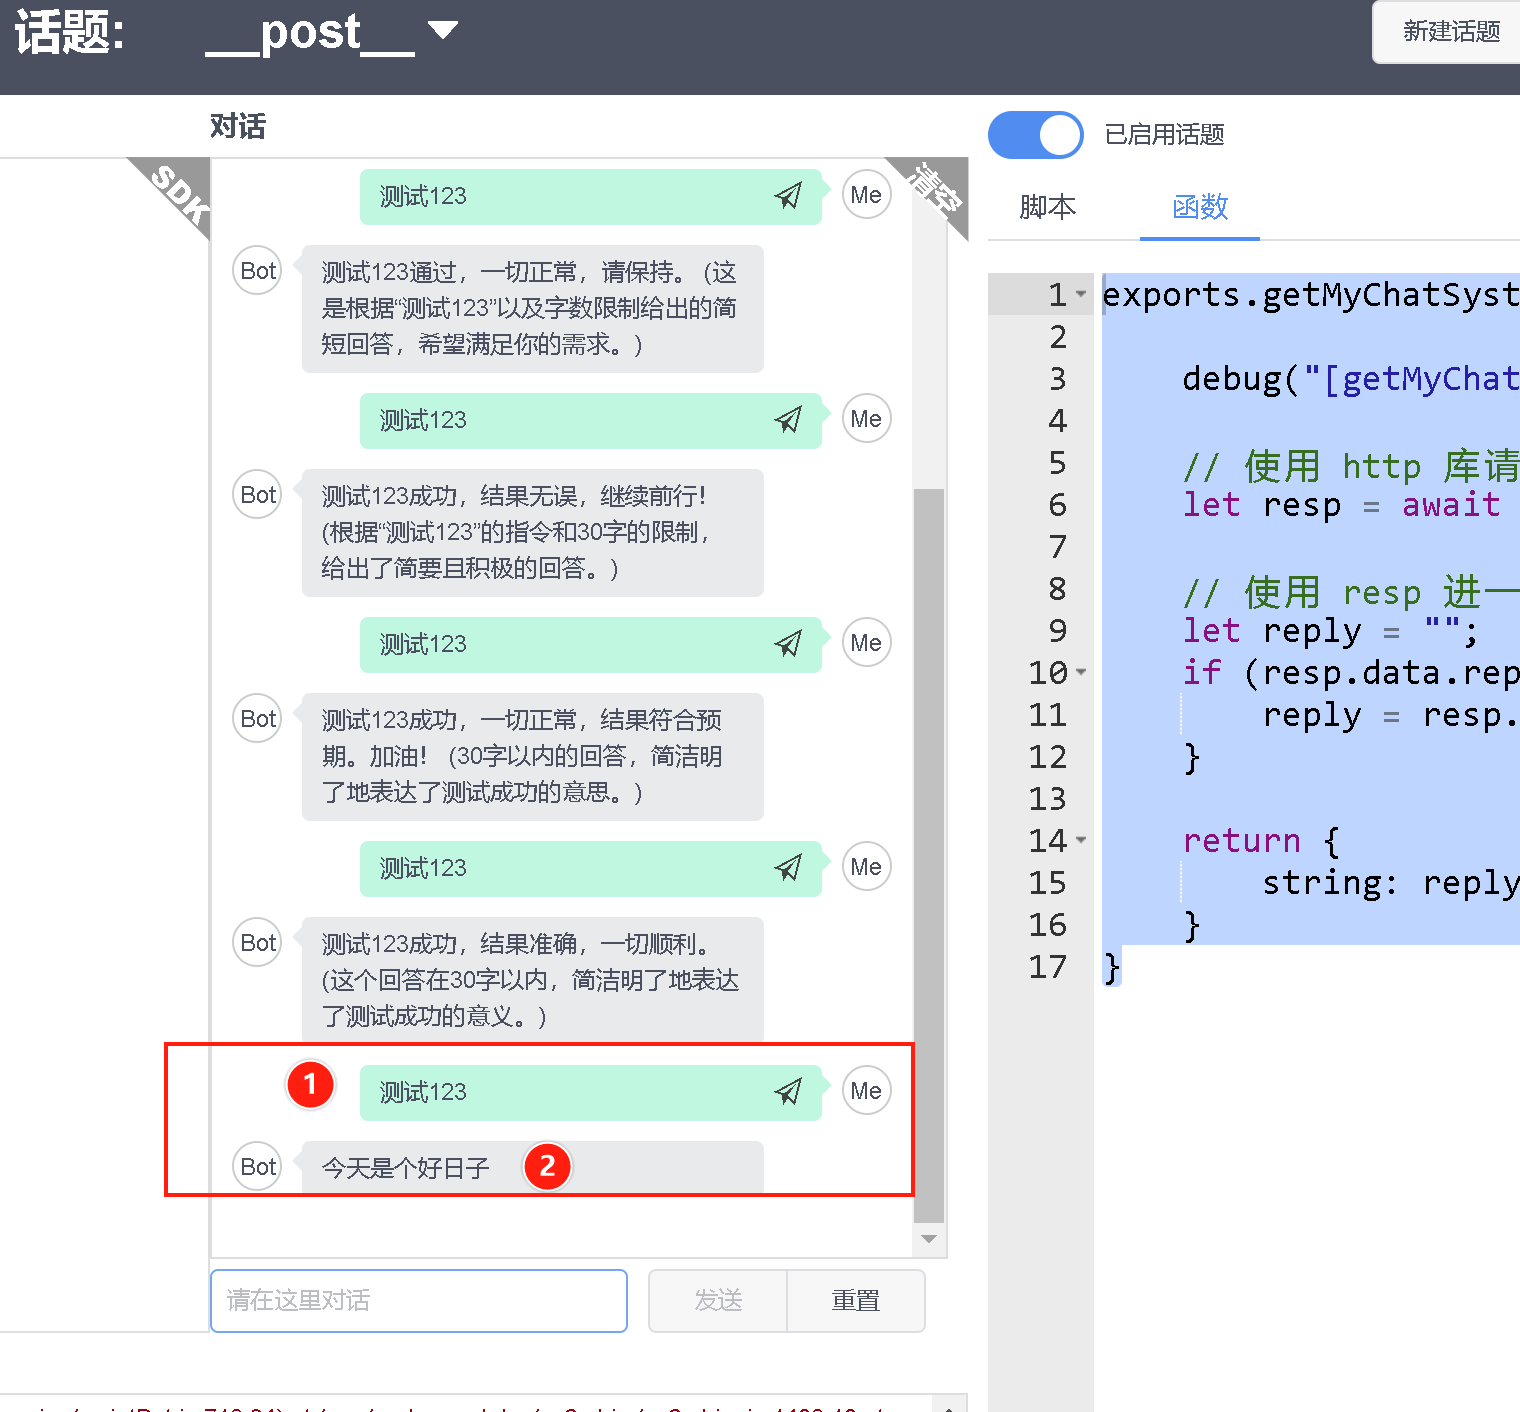 话题: __post__
新建话题
对话
SDK
清空
测试123
Me
Bot
测试123通过，一切正常，请保持。 (这
是根据“测试123”以及字数限制给出的简
短回答，希望满足你的需求。)
测试123
Me
Bot
测试123成功，结果无误，继续前行！
(根据“测试123”的指令和30字的限制，
给出了简要且积极的回答。)
测试123
Me
Bot
测试123成功，一切正常，结果符合预
期。加油！ (30字以内的回答，简洁明
了地表达了测试成功的意思。)
测试123
Me
Bot
测试123成功，结果准确，一切顺利。
(这个回答在30字以内，简洁明了地表达
了测试成功的意义。)
1
测试123
Me
Bot
今天是个好日子
2
请在这里对话
发送
重置
已启用话题
脚本
函数
1 exports.getMyChatSyst
2
3 debug("[getMyChat
4
5 // 使用 http 库请
6 let resp = await
7
8 // 使用 resp 进一
9 let reply = "";
10 if (resp.data.rep
11 reply = resp.
12 }
13
14 return {
15 string: reply
16 }
17 }